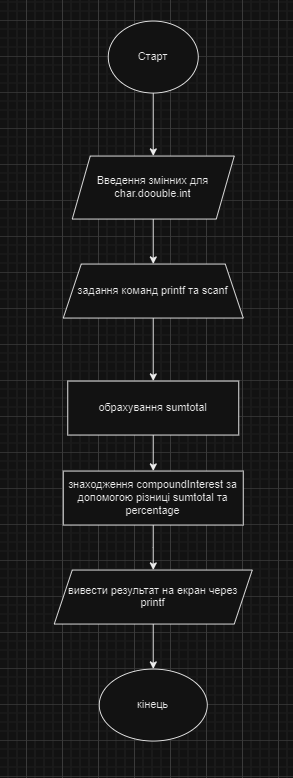 Старт
Введення змінних для
char.doouble.int
задання команд printf та scanf
обрахування sumtotal
знаходження compoundInterest за
допомогою різниці sumtotal та
percentage
вивести результат на екран через
printf
кінець